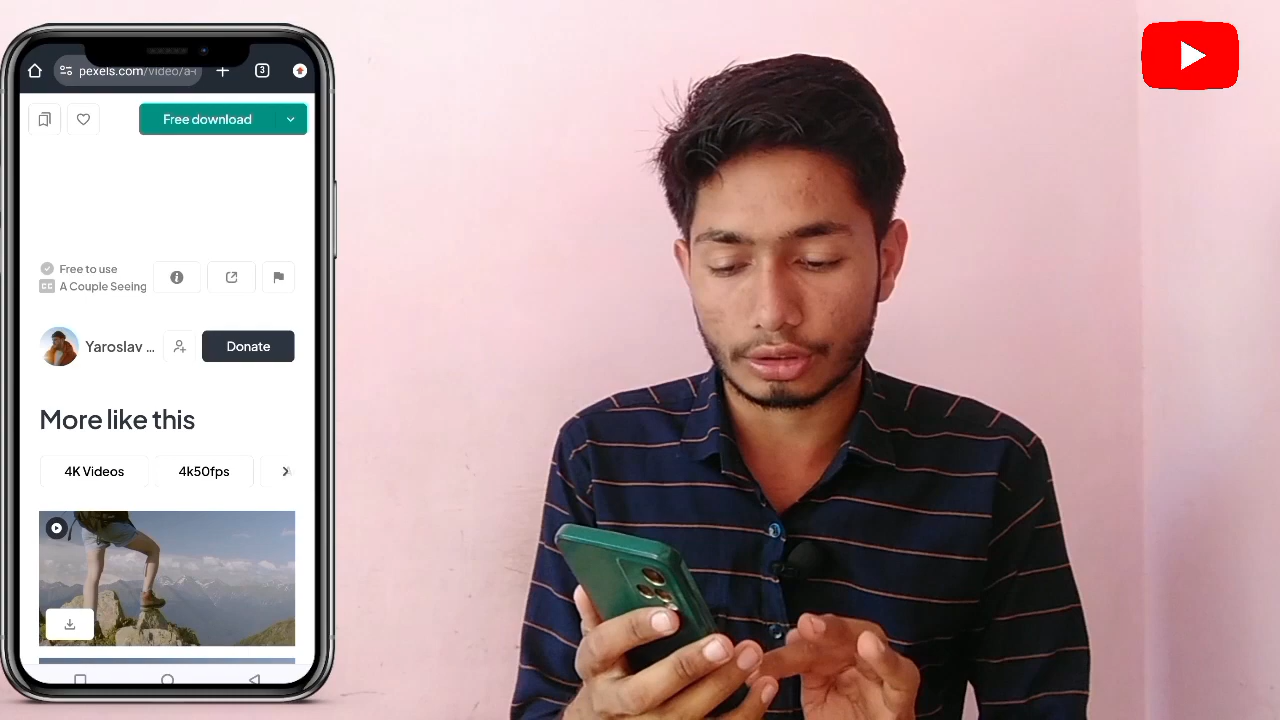 pexels.com/video/a-
3
Free download
Free to use
CC
A Couple Seeing
Yaroslav ...
Donate
More like this
4K Videos
4k50fps